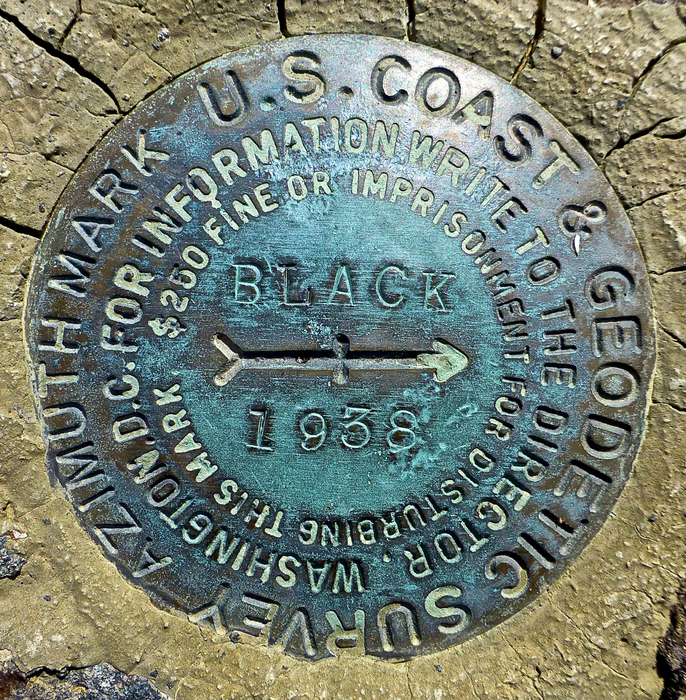 U.S. COAST & GEODETIC SURVEY
AZIMUTH MARK
FOR INFORMATION WRITE TO THE DIRECTOR, WASHINGTON, D.C.
$250 FINE OR IMPRISONMENT FOR DISTURBING THIS MARK
BLACK
1938